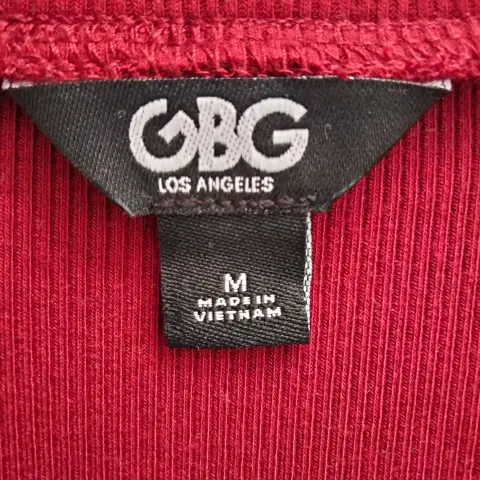 GBG
LOS ANGELES
M
MADE IN
VIETNAM